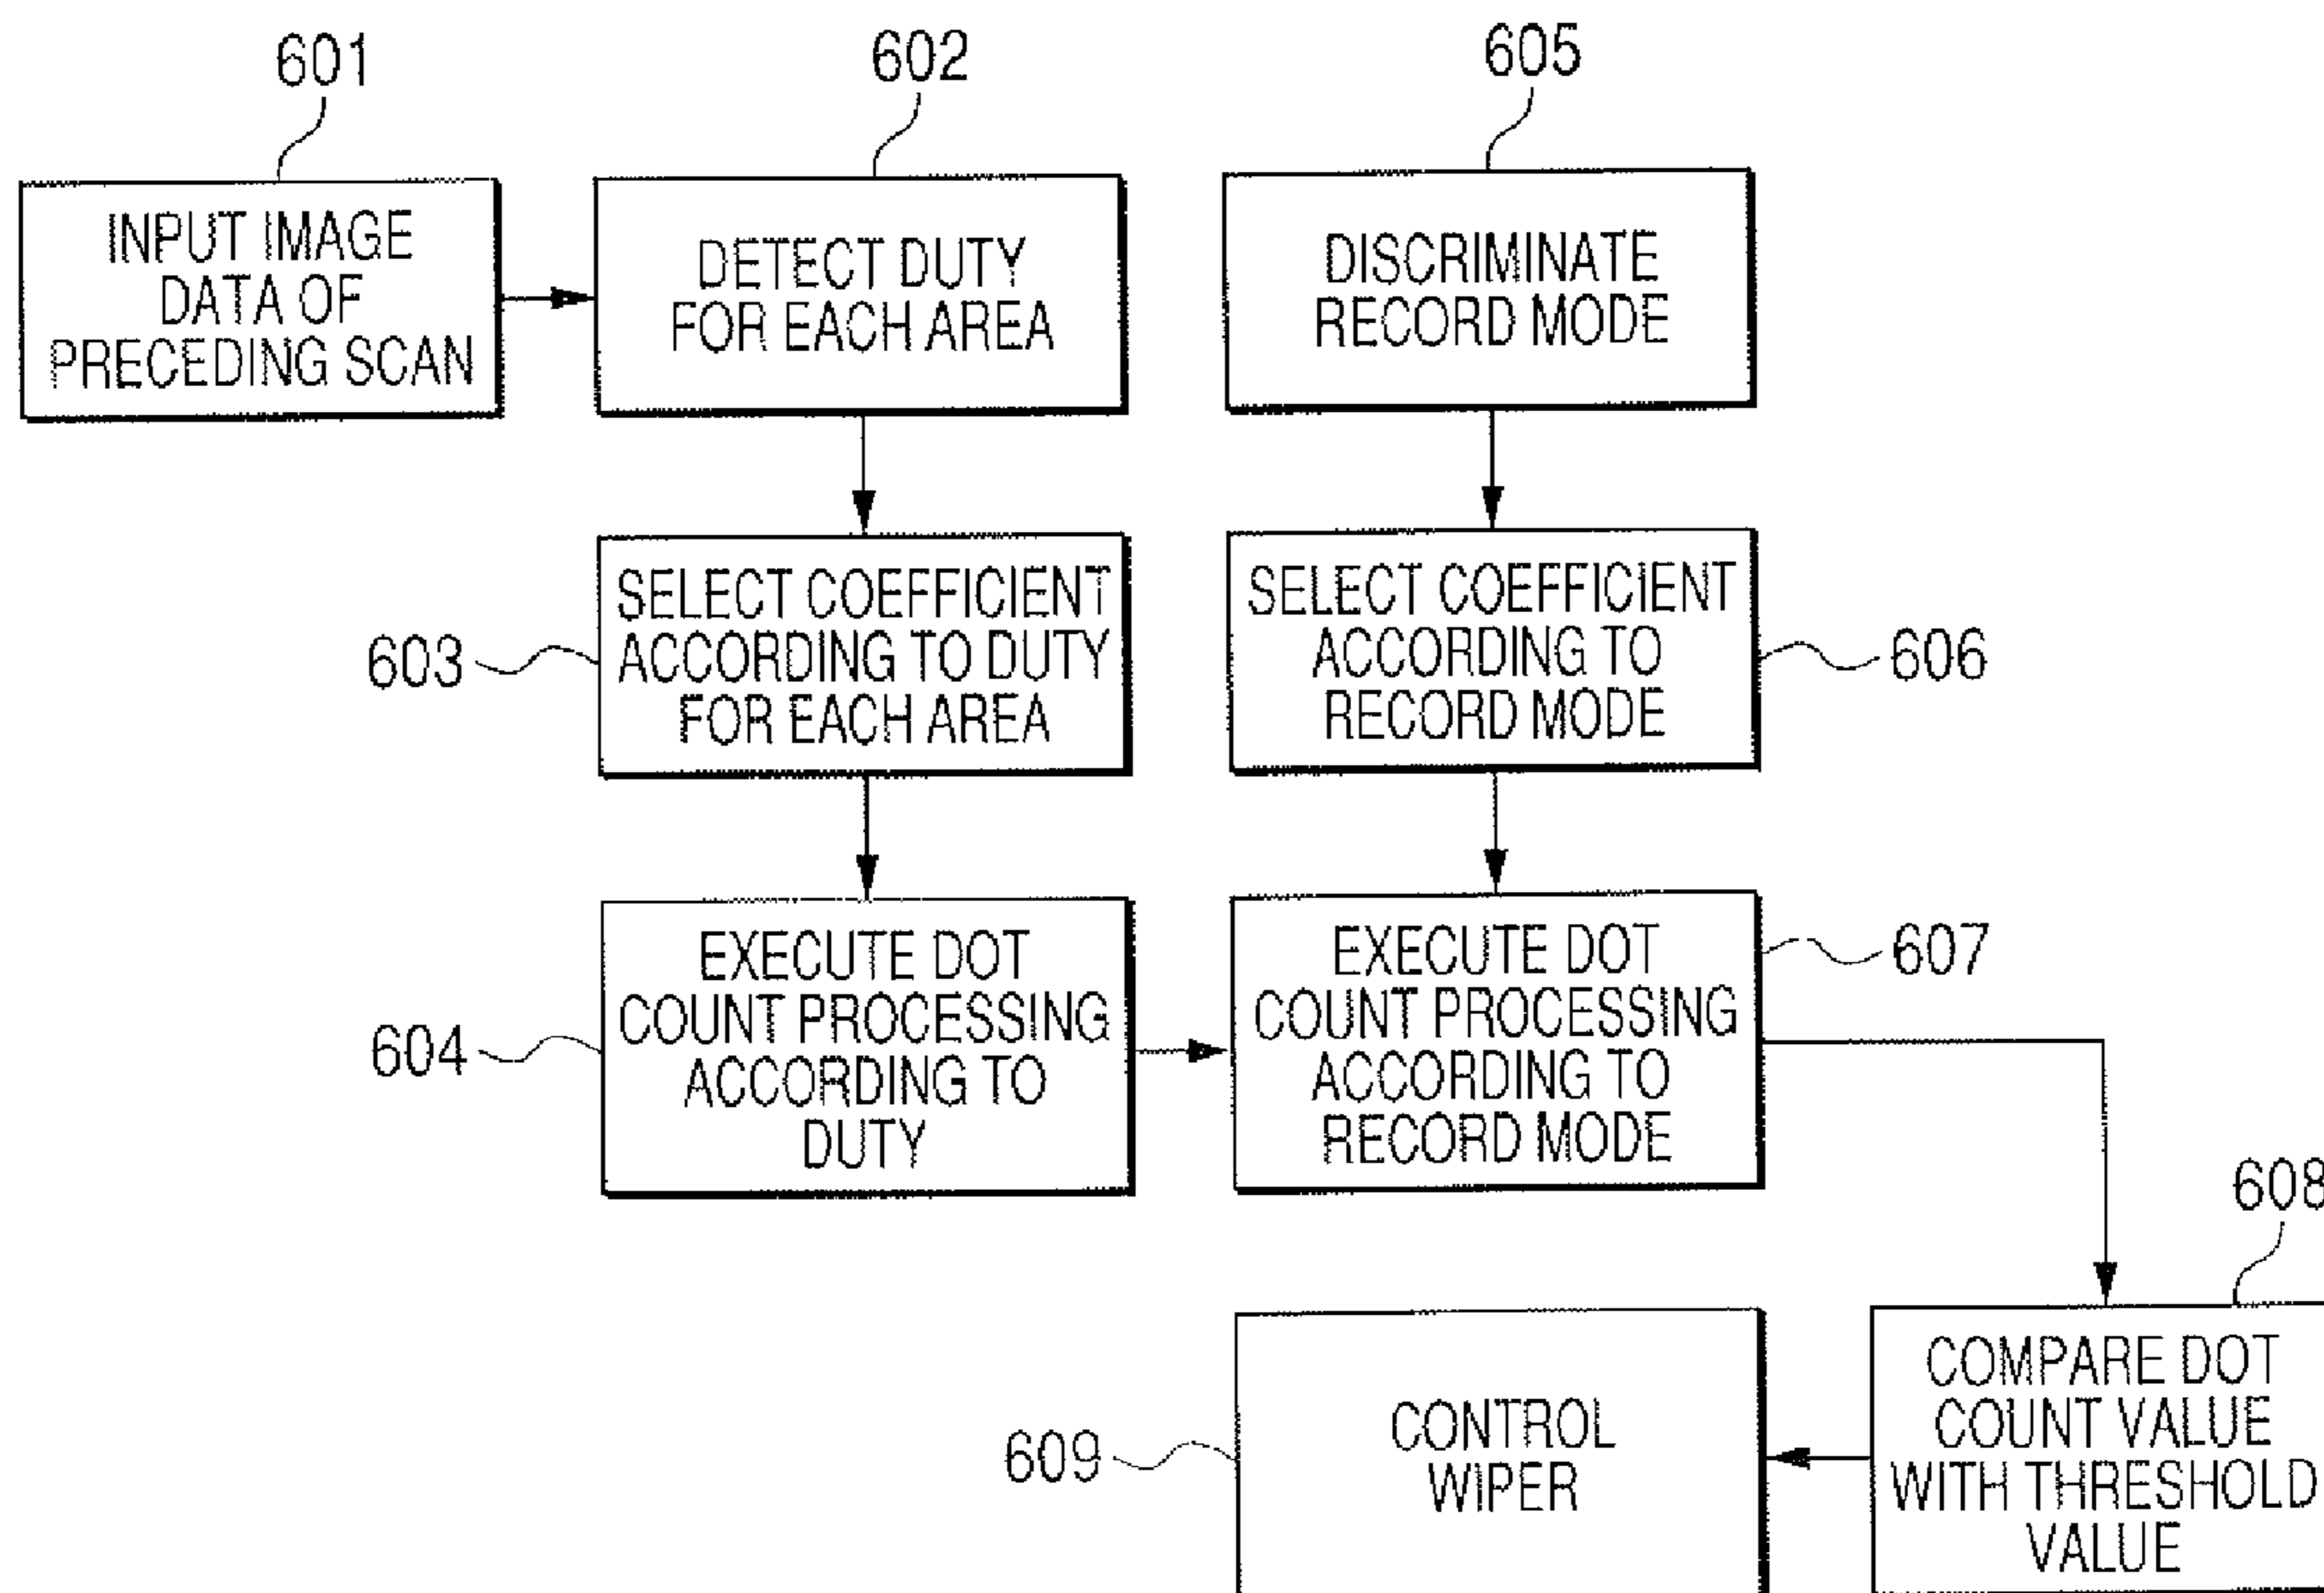 601
602
605
INPUT IMAGE
DATA OF
PRECEDING SCAN
DETECT DUTY
FOR EACH AREA
DISCRIMINATE
RECORD MODE
603
SELECT COEFFICIENT
ACCORDING TO DUTY
FOR EACH AREA
SELECT COEFFICIENT
ACCORDING TO
RECORD MODE
606
604
EXECUTE DOT
COUNT PROCESSING
ACCORDING TO
DUTY
EXECUTE DOT
COUNT PROCESSING
ACCORDING TO
RECORD MODE
607
608
609
CONTROL
WIPER
COMPARE DOT
COUNT VALUE
WITH THRESHOLD
VALUE